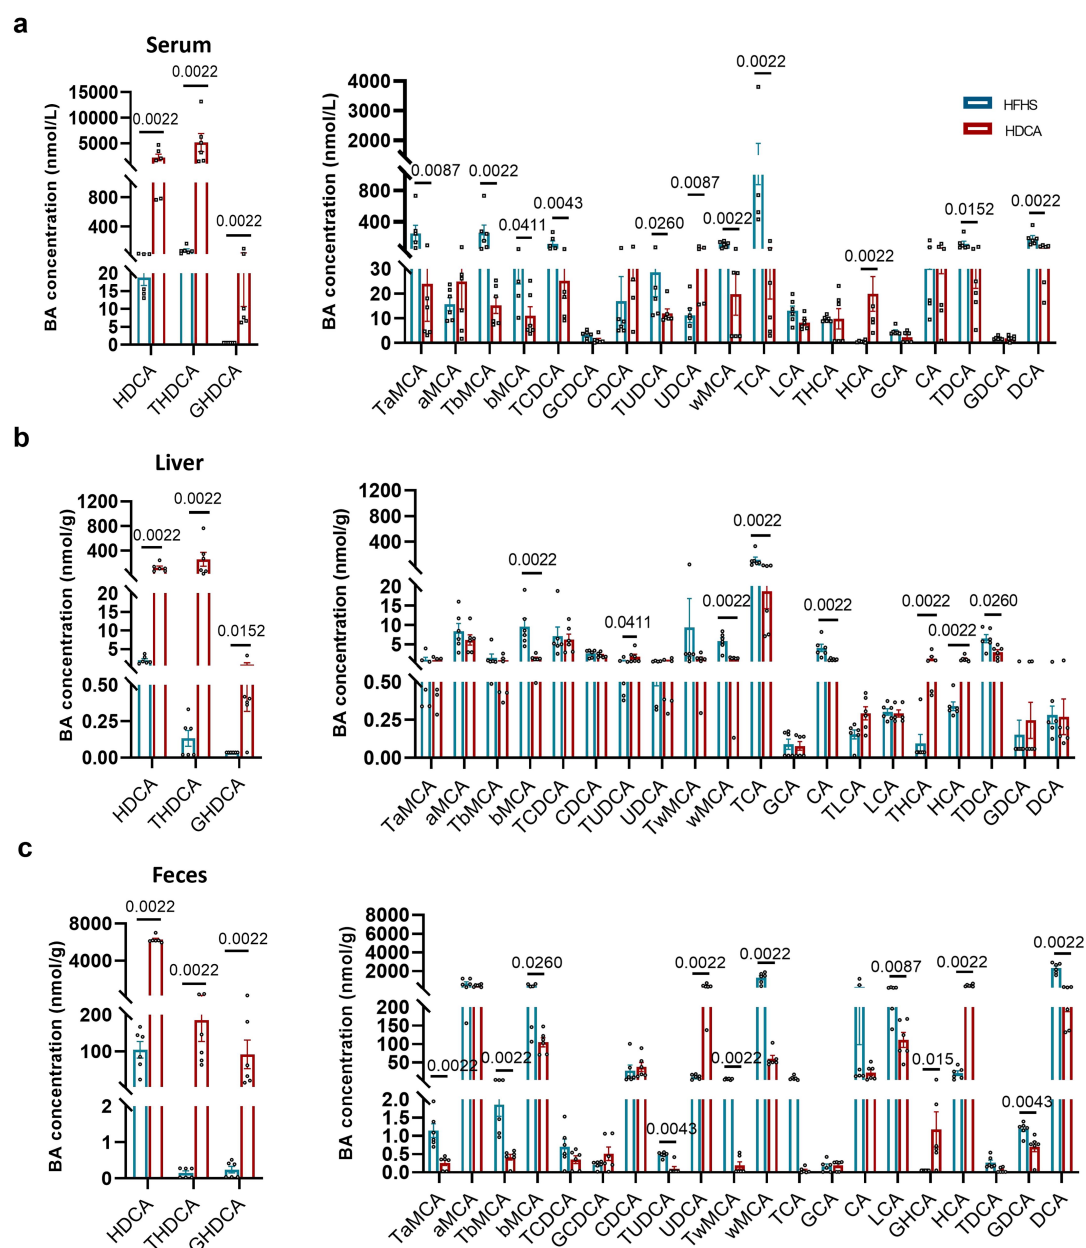 a
Serum
BA concentration (nmol/L)
15000
10000
5000
800
400
20
15
10
5
0
0.0022
0.0022
0.0022
HDCA
THDCA
GHDCA
BA concentration (nmol/L)
4000
3000
2000
800
400
30
20
10
0
0.0087
0.0022
0.0411
0.0043
0.0260
0.0087
0.0022
0.0022
0.0022
0.0152
0.0022
HFHS
HDCA
TaMCA
aMCA
TbMCA
bMCA
TCDCA
GCDCA
CDCA
TUDCA
UDCA
wMCA
TCA
LCA
THCA
HCA
GCA
CA
TDCA
GDCA
DCA
b
Liver
BA concentration (nmol/g)
1200
800
400
20
15
10
5
0.50
0.25
0.00
0.0022
0.0022
0.0152
HDCA
THDCA
GHDCA
BA concentration (nmol/g)
1200
800
400
20
15
10
5
0.50
0.25
0.00
0.0022
0.0411
0.0022
0.0022
0.0022
0.0022
0.0022
0.0260
TaMCA
aMCA
TbMCA
bMCA
TCDCA
CDCA
TUDCA
UDCA
TwMCA
wMCA
TCA
GCA
CA
TLCA
LCA
THCA
HCA
TDCA
GDCA
DCA
c
Feces
BA concentration (nmol/g)
8000
4000
200
100
2
1
0
0.0022
0.0022
0.0022
HDCA
THDCA
GHDCA
BA concentration (nmol/g)
8000
6000
4000
2000
200
150
100
50
2.0
1.5
1.0
0.5
0.0
0.0022
0.0022
0.0260
0.0043
0.0022
0.0022
0.0022
0.0087
0.015
0.0022
0.0043
0.0022
TaMCA
aMCA
TbMCA
bMCA
TCDCA
GCDCA
CDCA
TUDCA
UDCA
TwMCA
wMCA
TCA
GCA
CA
LCA
GHCA
HCA
TDCA
GDCA
DCA